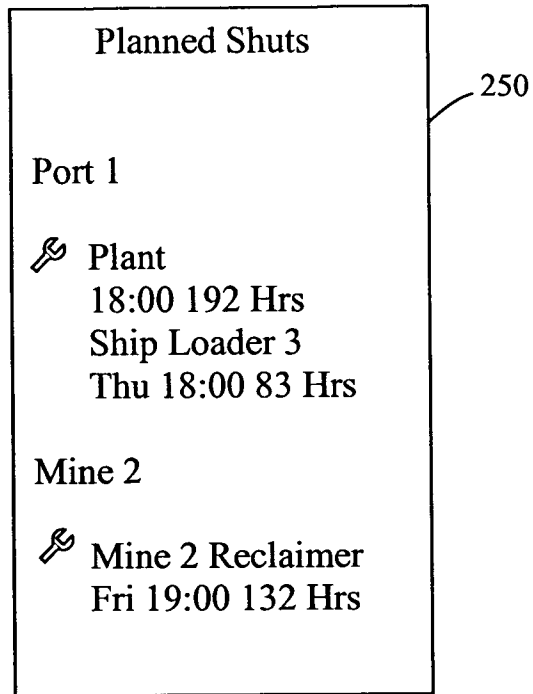 Planned Shuts
250
Port 1
Plant
18:00 192 Hrs
Ship Loader 3
Thu 18:00 83 Hrs
Mine 2
Mine 2 Reclaimer
Fri 19:00 132 Hrs